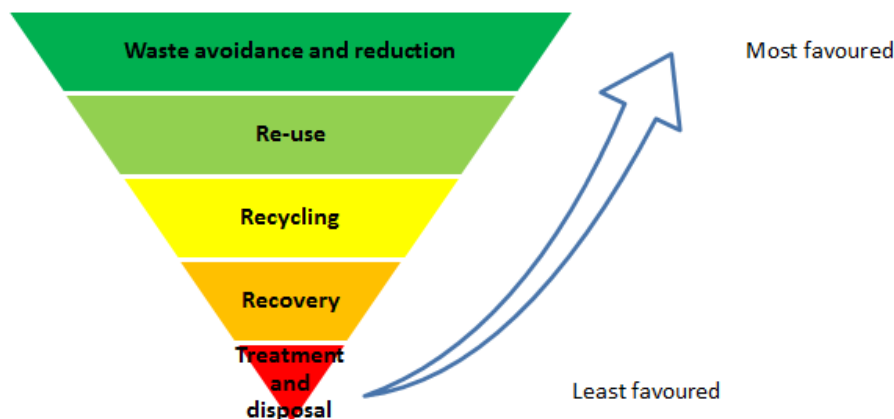 Waste avoidance and reduction
Most favoured
Re-use
Recycling
Recovery
Treatment
and
disposal
Least favoured